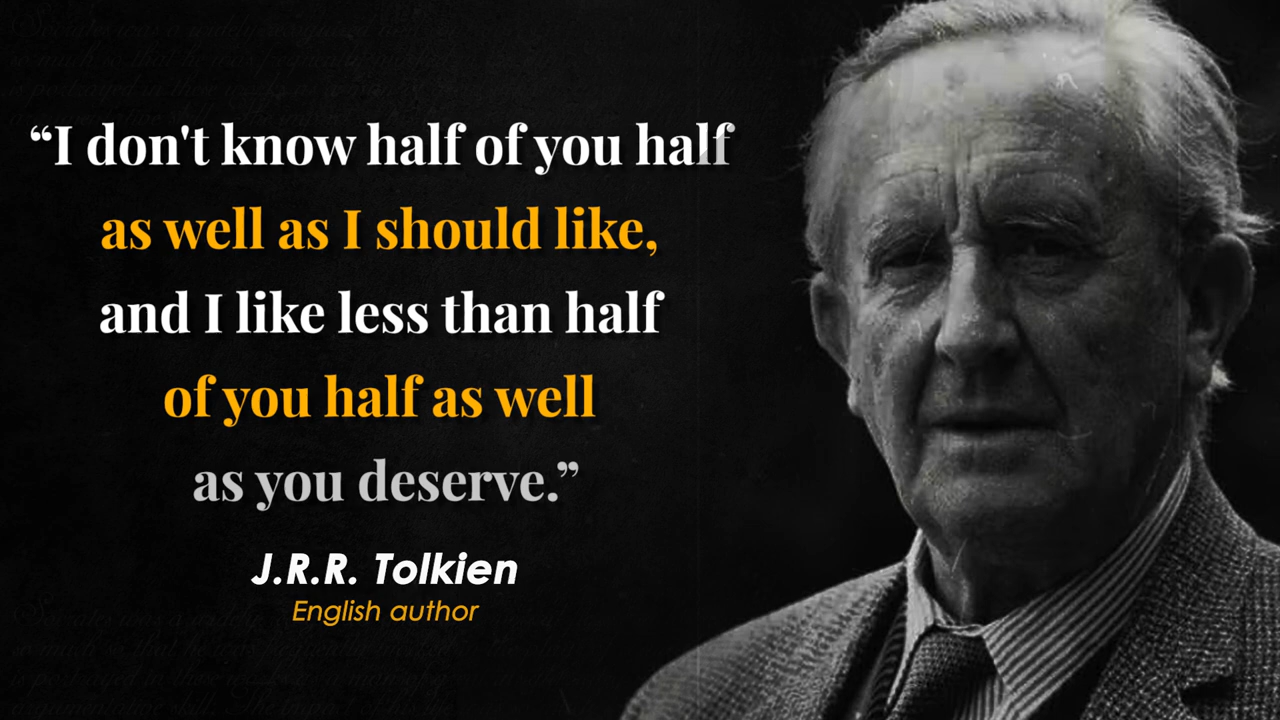 “I don't know half of you half
as well as I should like,
and I like less than half
of you half as well
as you deserve.”
J.R.R. Tolkien
English author